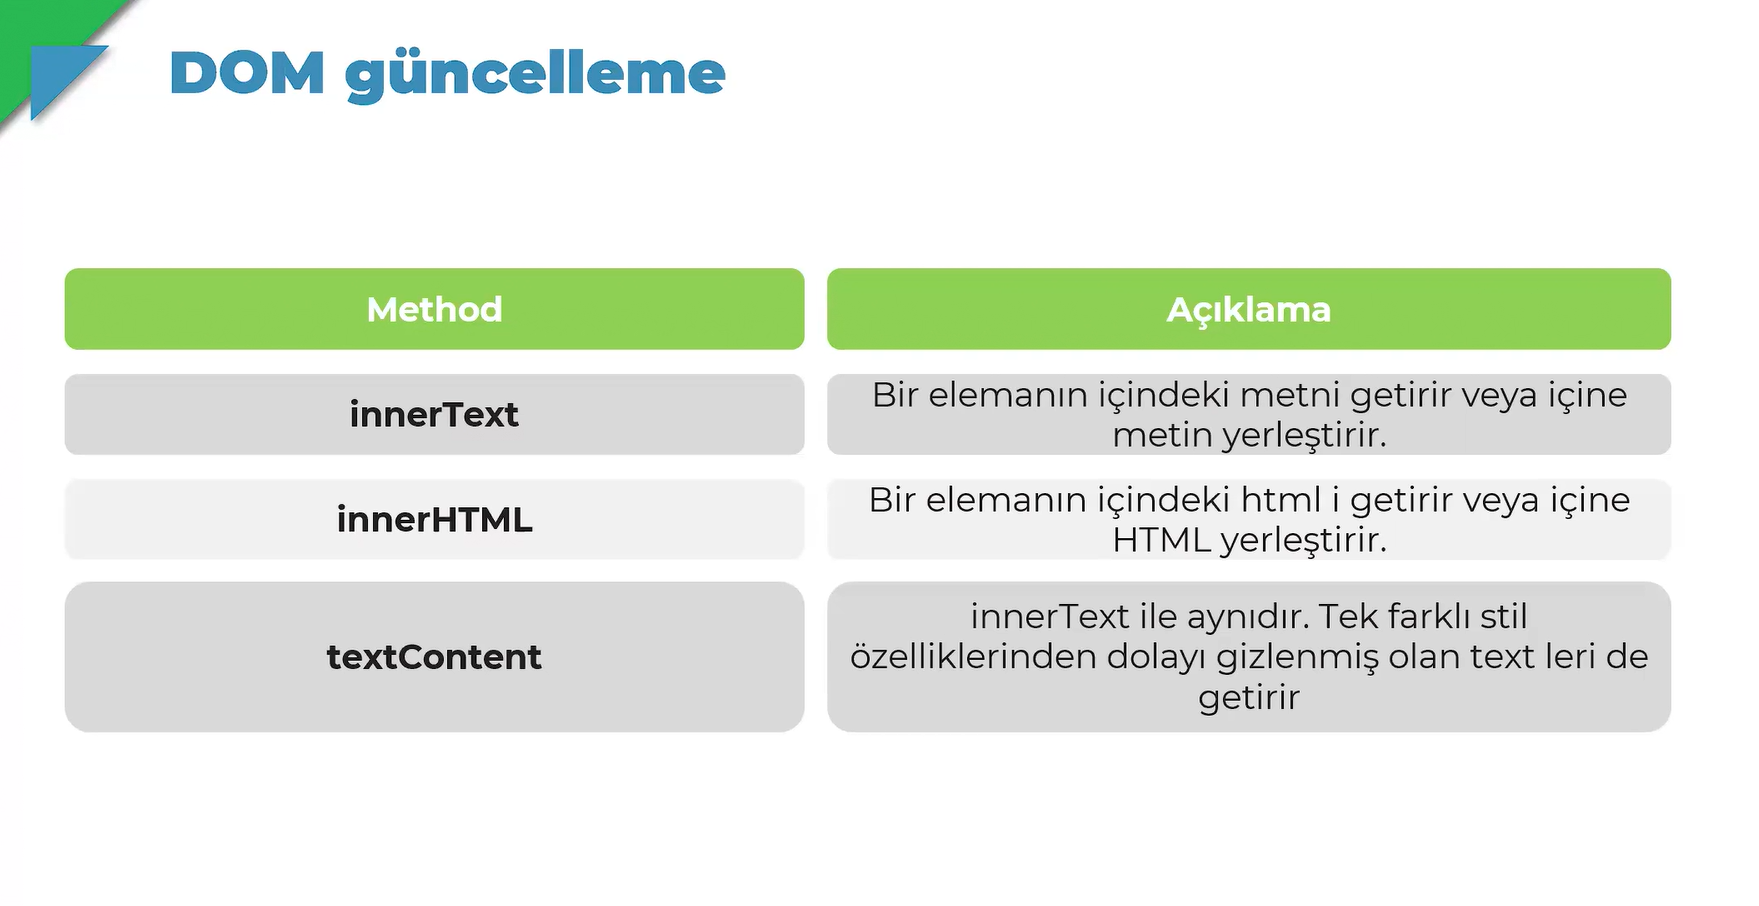 DOM güncelleme
Method
Açıklama
innerText
Bir elemanın içindeki metni getirir veya içine
metin yerleştirir.
innerHTML
Bir elemanın içindeki html i getirir veya içine
HTML yerleştirir.
textContent
innerText ile aynıdır. Tek farklı stil
özelliklerinden dolayı gizlenmiş olan text leri de
getirir